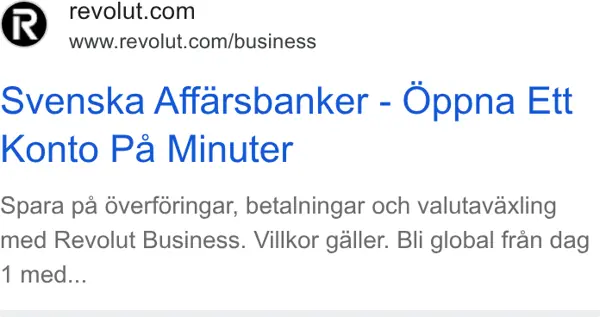 R
revolut.com
www.revolut.com/business
Svenska Affärsbanker - Öppna Ett
Konto På Minuter
Spara på överföringar, betalningar och valutaväxling
med Revolut Business. Villkor gäller. Bli global från dag
1 med...